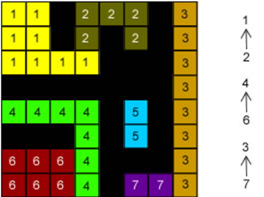 1 1 2 2 2 3
1 1 2 2 3
1 1 1 1 3
3
4 4 4 4 5 3
4 5 3
6 6 6 4 3
6 6 6 4 7 7 3
1
2
4
6
3
7